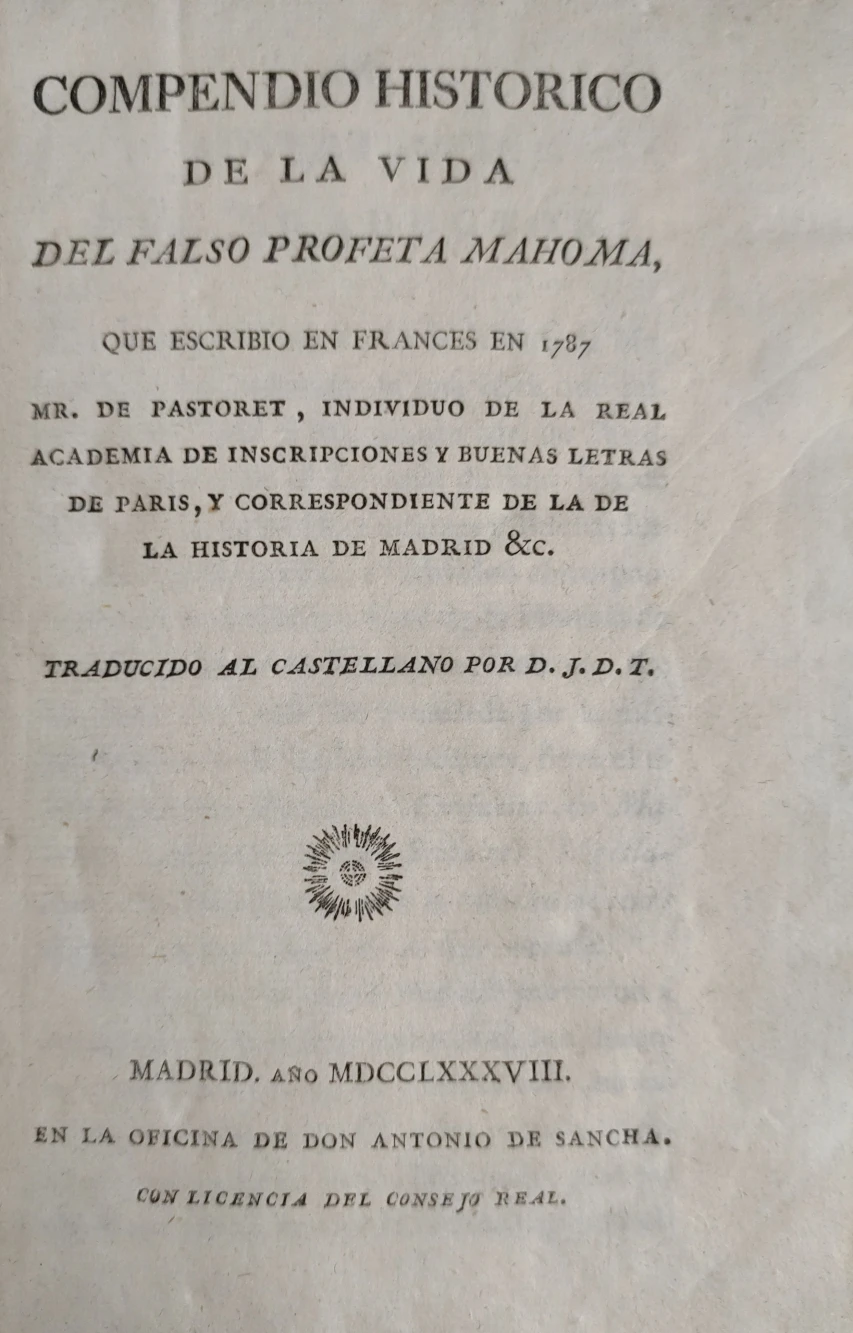 COMPENDIO HISTORICO
DE LA VIDA
DEL FALSO PROFETA MAHOMA,
QUE ESCRIBIO EN FRANCES EN 1787
MR. DE PASTORET, INDIVIDUO DE LA REAL
ACADEMIA DE INSCRIPCIONES Y BUENAS LETRAS
DE PARIS, Y CORRESPONDIENTE DE LA DE
LA HISTORIA DE MADRID &C.
TRADUCIDO AL CASTELLANO POR D. J. D. T.
MADRID. AÑO MDCCLXXXVIII.
EN LA OFICINA DE DON ANTONIO DE SANCHA.
CON LICENCIA DEL CONSEJO REAL.